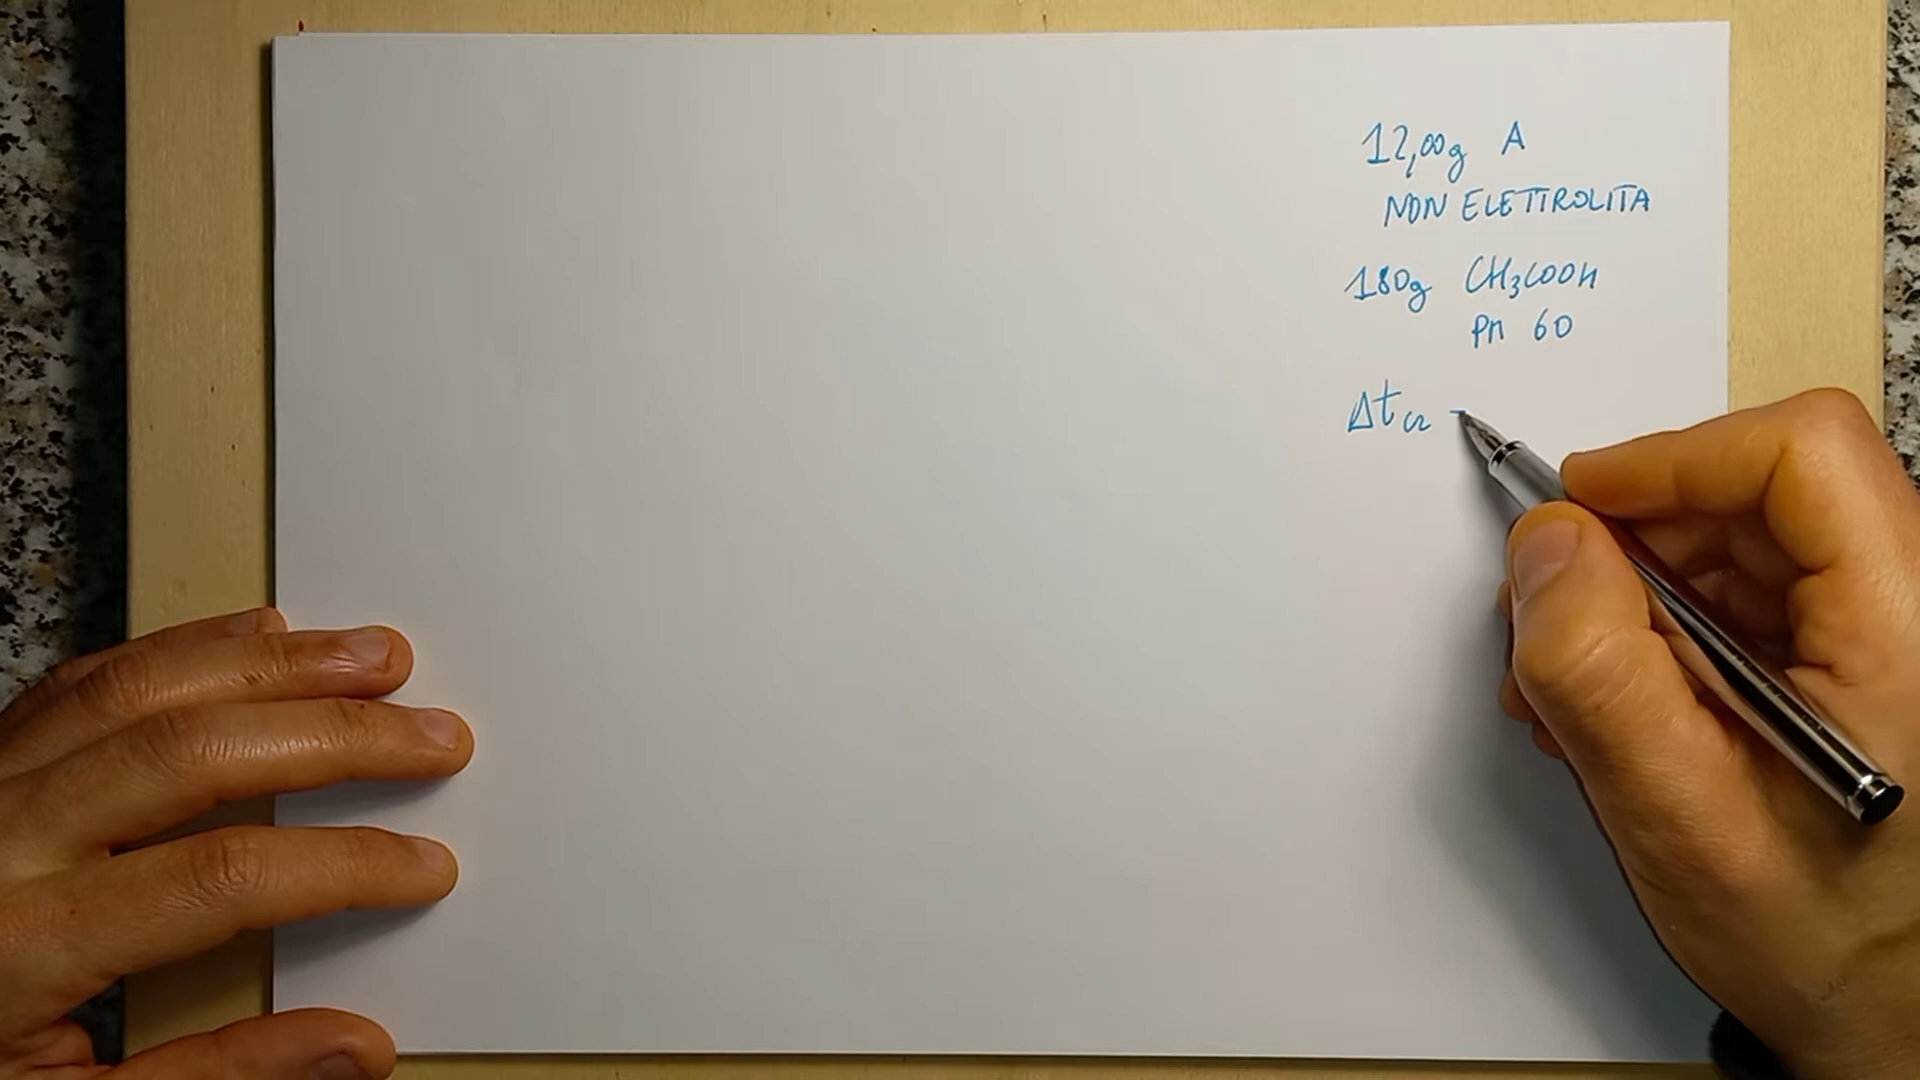 12,00g A
NON ELETTROLITA
180g CH₃COOH
PM 60
Δtcr -